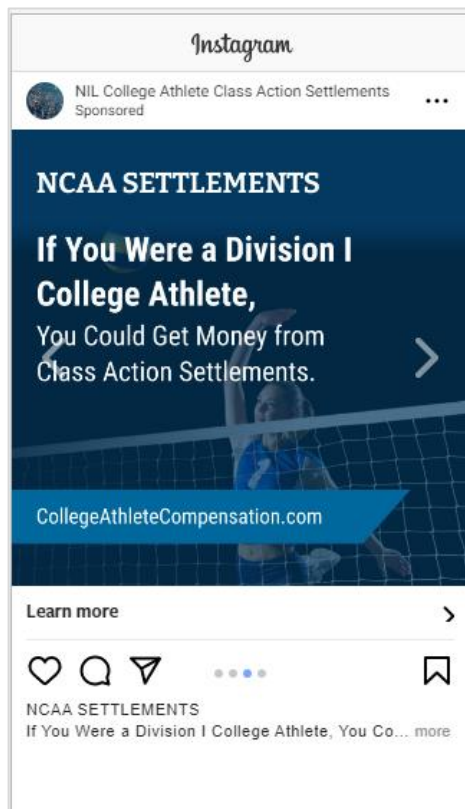 Instagram
NIL College Athlete Class Action Settlements
Sponsored
NCAA SETTLEMENTS
If You Were a Division I
College Athlete,
You Could Get Money from
Class Action Settlements.
CollegeAthleteCompensation.com
Learn more
NCAA SETTLEMENTS
If You Were a Division I College Athlete, You Co... more